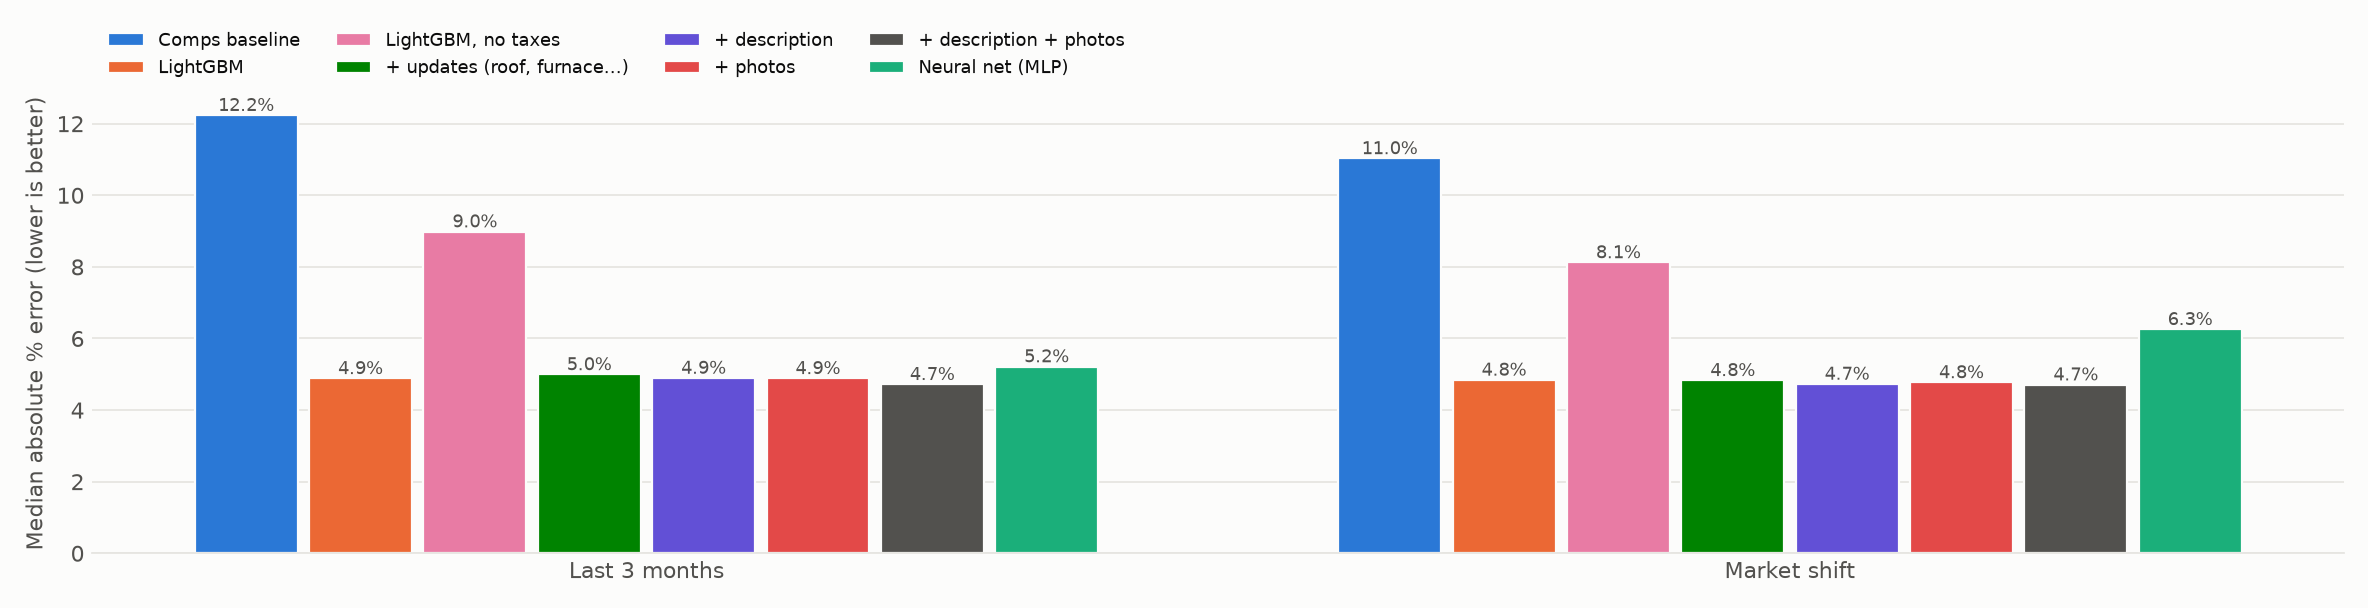 Comps baseline
LightGBM
LightGBM, no taxes
+ updates (roof, furnace...)
+ description
+ photos
+ description + photos
Neural net (MLP)
Median absolute % error (lower is better)
12
10
8
6
4
2
0
12.2%
4.9%
9.0%
5.0%
4.9%
4.9%
4.7%
5.2%
11.0%
4.8%
8.1%
4.8%
4.7%
4.8%
4.7%
6.3%
Last 3 months
Market shift